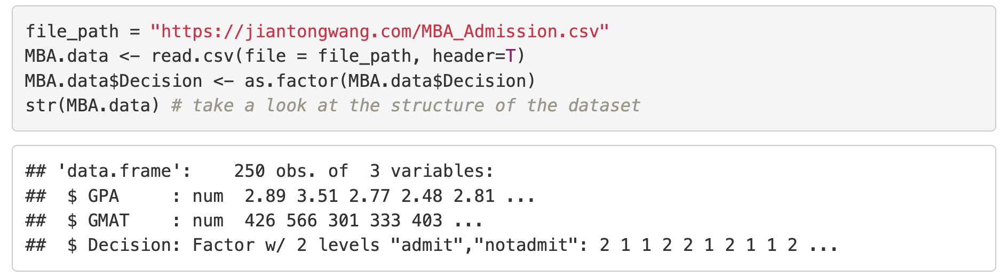 file_path = "https://jiantongwang.com/MBA_Admission.csv"
MBA.data <- read.csv(file = file_path, header=T)
MBA.data$Decision <- as.factor(MBA.data$Decision)
str(MBA.data) # take a look at the structure of the dataset
## 'data.frame':    250 obs. of  3 variables:
##  $ GPA     : num  2.89 3.51 2.77 2.48 2.81 ...
##  $ GMAT    : num  426 566 301 333 403 ...
##  $ Decision: Factor w/ 2 levels "admit","notadmit": 2 1 1 2 2 1 2 1 1 2 ...